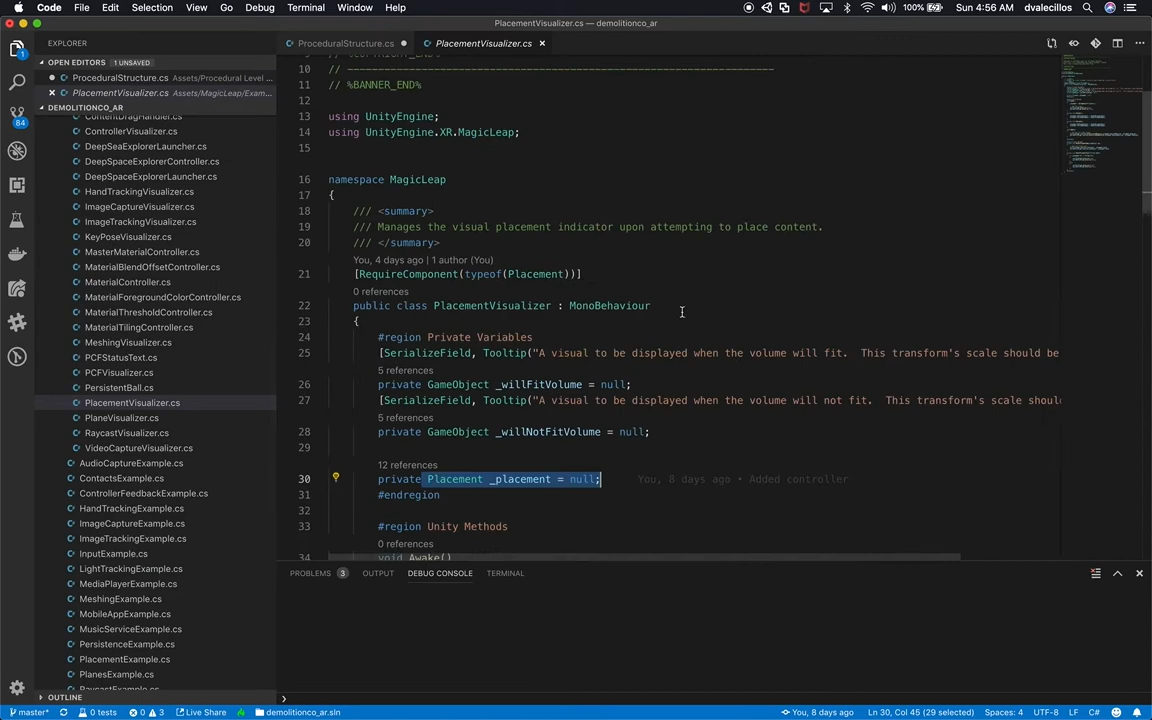 Code File Edit Selection View Go Debug Terminal Window Help 100% Sun 4:56 AM dvalecillos
PlacementVisualizer.cs — demolitionco_ar
EXPLORER
OPEN EDITORS 1 UNSAVED
ProceduralStructure.cs Assets/Procedural Level ...
PlacementVisualizer.cs Assets/MagicLeap/Exam...
DEMOLITIONCO_AR
ContentDragHandler.cs
ControllerVisualizer.cs
DeepSeaExplorerLauncher.cs
DeepSpaceExplorerController.cs
DeepSpaceExplorerLauncher.cs
HandTrackingVisualizer.cs
ImageCaptureVisualizer.cs
ImageTrackingVisualizer.cs
KeyPoseVisualizer.cs
MasterMaterialController.cs
MaterialBlendOffsetController.cs
MaterialController.cs
MaterialForegroundColorController.cs
MaterialThresholdController.cs
MaterialTilingController.cs
MeshingVisualizer.cs
PCFStatusText.cs
PCFVisualizer.cs
PersistentBall.cs
PlacementVisualizer.cs
PlaneVisualizer.cs
RaycastVisualizer.cs
VideoCaptureVisualizer.cs
AudioCaptureExample.cs
ContactsExample.cs
ControllerFeedbackExample.cs
HandTrackingExample.cs
ImageCaptureExample.cs
ImageTrackingExample.cs
InputExample.cs
LightTrackingExample.cs
MediaPlayerExample.cs
MeshingExample.cs
MobileAppExample.cs
MusicServiceExample.cs
PersistenceExample.cs
PlacementExample.cs
PlanesExample.cs
RaycastExample.cs
OUTLINE
1
84
ProceduralStructure.cs PlacementVisualizer.cs
10 // ---------------------------------------------------------------------
11 // %BANNER_END%
12
13 using UnityEngine;
14 using UnityEngine.XR.MagicLeap;
15
16 namespace MagicLeap
17 {
18 /// <summary>
19 /// Manages the visual placement indicator upon attempting to place content.
20 /// </summary>
You, 4 days ago | 1 author (You)
21 [RequireComponent(typeof(Placement))]
0 references
22 public class PlacementVisualizer : MonoBehaviour
23 {
24 #region Private Variables
25 [SerializeField, Tooltip("A visual to be displayed when the volume will fit. This transform's scale should be
5 references
26 private GameObject _willFitVolume = null;
27 [SerializeField, Tooltip("A visual to be displayed when the volume will not fit. This transform's scale shoul
5 references
28 private GameObject _willNotFitVolume = null;
29
12 references
30 private Placement _placement = null; You, 8 days ago • Added controller
31 #endregion
32
33 #region Unity Methods
0 references
34 void Awake()
PROBLEMS 3 OUTPUT DEBUG CONSOLE TERMINAL
master* 0 tests 0 3 Live Share demolitionco_ar.sln You, 8 days ago Ln 30, Col 45 (29 selected) Spaces: 4 UTF-8 LF C#